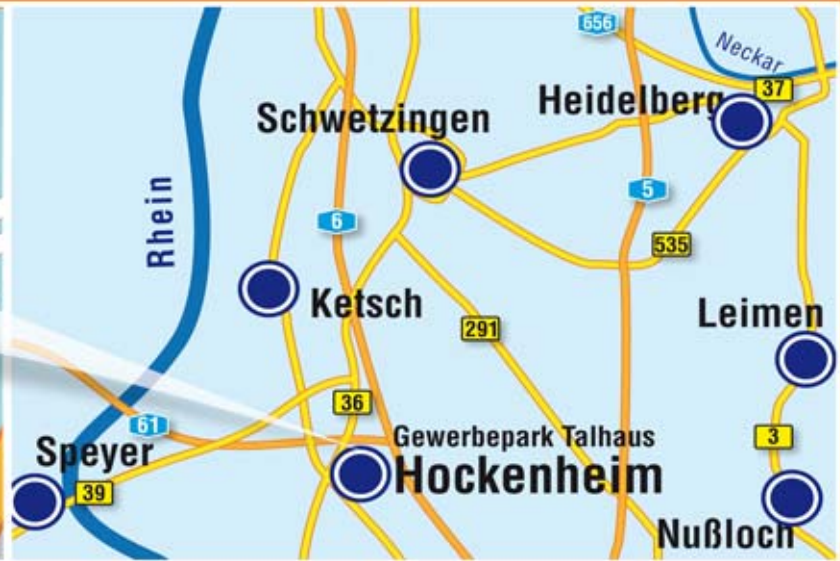 656
Neckar
37
Heidelberg
Schwetzingen
Rhein
6
5
535
Ketsch
Leimen
291
36
61
3
Gewerbepark Talhaus
Speyer
Hockenheim
39
Nußloch